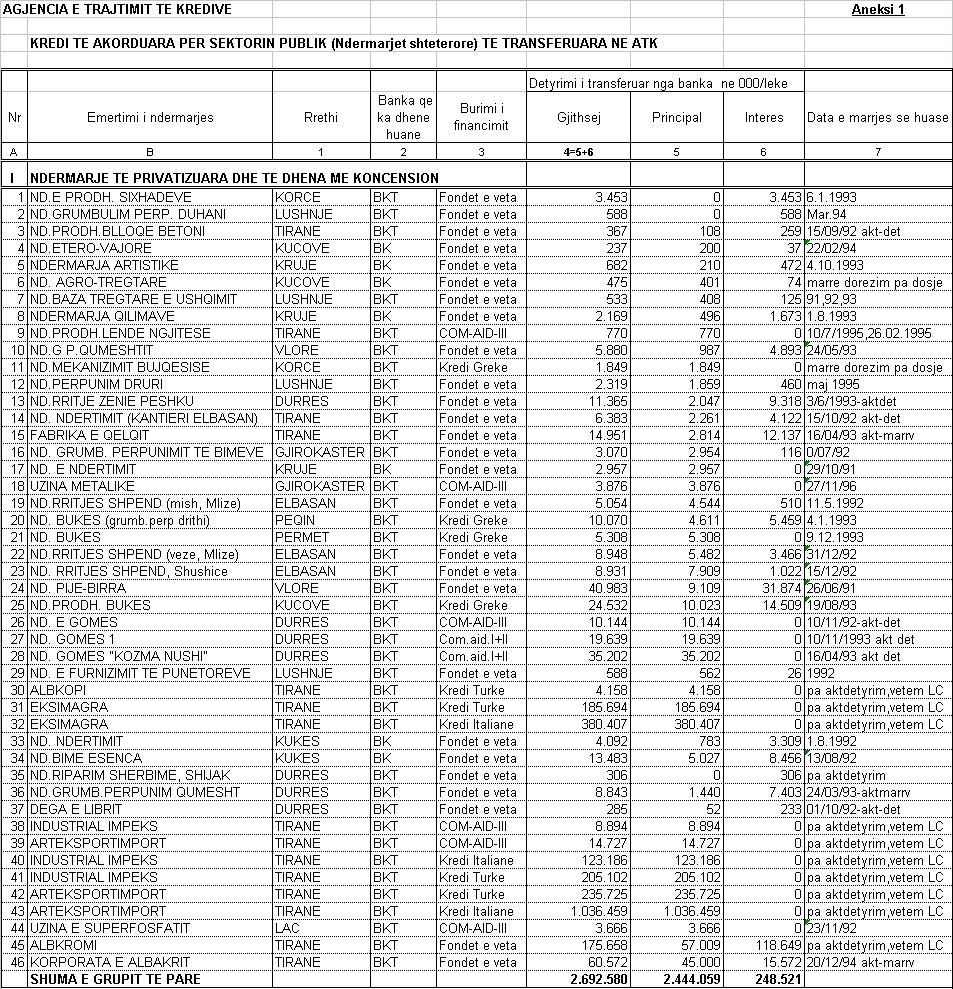 AGJENCIA E TRAJTIMIT TE KREDIVE Aneksi 1
KREDI TE AKORDUARA PER SEKTORIN PUBLIK (Ndermarjet shteterore) TE TRANSFERUARA NE ATK
Detyrimi i transferuar nga banka ne 000/leke
Nr Emertimi i ndermarjes Rrethi Banka qe ka dhene huane Burimi i financimit Gjithsej Principal Interes Data e marrjes se huase
A B 1 2 3 4=5+6 5 6 7
I NDERMARJE TE PRIVATIZUARA DHE TE DHENA ME KONCENSION
1 ND.E PRODH. SIXHADEVE KORCE BKT Fondet e veta 3.453 0 3.453 6.1.1993
2 ND.GRUMBULIM PERP. DUHANI LUSHNJE BKT Fondet e veta 588 0 588 Mar.94
3 ND.PRODH.BLLOQE BETONI TIRANE BKT Fondet e veta 367 108 259 15/09/92 akt-det
4 ND.ETERO-VAJORE KUCOVE BK Fondet e veta 237 200 37 22/02/94
5 NDERMARJA ARTISTIKE KRUJE BK Fondet e veta 682 210 472 4.10.1993
6 ND. AGRO-TREGTARE KUCOVE BK Fondet e veta 475 401 74 marre dorezim pa dosje
7 ND.BAZA TREGTARE E USHQIMIT LUSHNJE BKT Fondet e veta 533 408 125 91,92,93
8 NDERMARJA QILIMAVE KRUJE BK Fondet e veta 2.169 496 1.673 1.8.1993
9 ND.PRODH.LENDE NGJITESE TIRANE BKT COM-AID-III 770 770 0 10/7/1995,26.02.1995
10 ND.G P.QUMESHTIT VLORE BKT Fondet e veta 5.880 987 4.893 24/05/93
11 ND.MEKANIZIMIT BUJQESISE KORCE BKT Kredi Greke 1.849 1.849 0 marre dorezim pa dosje
12 ND.PERPUNIM DRURI LUSHNJE BKT Fondet e veta 2.319 1.859 460 maj 1995
13 ND.RRITJE ZENIE PESHKU DURRES BKT Fondet e veta 11.365 2.047 9.318 3/6/1993-aktdet
14 ND. NDERTIMIT (KANTIERI ELBASAN) TIRANE BKT Fondet e veta 6.383 2.261 4.122 15/10/92 akt-det
15 FABRIKA E QELQIT TIRANE BKT Fondet e veta 14.951 2.814 12.137 16/04/93 akt-marrv
16 ND. GRUMB. PERPUNIMIT TE BIMEVE GJIROKASTER BKT Fondet e veta 3.070 2.954 116 0/07/92
17 ND. E NDERTIMIT KRUJE BK Fondet e veta 2.957 2.957 0 29/10/91
18 UZINA METALIKE GJIROKASTER BKT COM-AID-III 3.876 3.876 0 27/11/96
19 ND.RRITJES SHPEND (mish, Mlize) ELBASAN BKT Fondet e veta 5.054 4.544 510 11.5.1992
20 ND. BUKES (grumb.perp drithi) PEQIN BKT Kredi Greke 10.070 4.611 5.459 4.1.1993
21 ND. BUKES PERMET BKT Kredi Greke 5.308 5.308 0 9.12.1993
22 ND.RRITJES SHPEND (veze, Mlize) ELBASAN BKT Fondet e veta 8.948 5.482 3.466 31/12/92
23 ND. RRITJES SHPEND, Shushice ELBASAN BKT Fondet e veta 8.931 7.909 1.022 15/12/92
24 ND. PIJE-BIRRA VLORE BKT Fondet e veta 40.983 9.109 31.874 26/06/91
25 ND.PRODH. BUKES KUCOVE BKT Kredi Greke 24.532 10.023 14.509 19/08/93
26 ND. E GOMES DURRES BKT COM-AID-III 10.144 10.144 0 10/11/92-akt-det
27 ND. GOMES 1 DURRES BKT Com.aid.I+II 19.639 19.639 0 10/11/1993 akt det
28 ND. GOMES "KOZMA NUSHI" DURRES BKT Com.aid.I+II 35.202 35.202 0 16/04/93 akt det
29 ND. E FURNIZIMIT TE PUNETOREVE LUSHNJE BKT Fondet e veta 588 562 26 1992
30 ALBKOPI TIRANE BKT Kredi Turke 4.158 4.158 0 pa aktdetyrim,vetem LC
31 EKSIMAGRA TIRANE BKT Kredi Turke 185.694 185.694 0 pa aktdetyrim,vetem LC
32 EKSIMAGRA TIRANE BKT Kredi Italiane 380.407 380.407 0 pa aktdetyrim,vetem LC
33 ND. NDERTIMIT KUKES BK Fondet e veta 4.092 783 3.309 1.8.1992
34 ND.BIME ESENCA KUKES BK Fondet e veta 13.483 5.027 8.456 13/08/92
35 ND.RIPARIM SHERBIME, SHIJAK DURRES BKT Fondet e veta 306 0 306 pa aktdetyrim
36 ND.GRUMB.PERPUNIM QUMESHT DURRES BKT Fondet e veta 8.843 1.440 7.403 24/03/93-aktmarrv
37 DEGA E LIBRIT DURRES BKT Fondet e veta 285 52 233 01/10/92-akt-det
38 INDUSTRIAL IMPEKS TIRANE BKT COM-AID-III 8.894 8.894 0 pa aktdetyrim,vetem LC
39 ARTEKSPORTIMPORT TIRANE BKT COM-AID-III 14.727 14.727 0 pa aktdetyrim,vetem LC
40 INDUSTRIAL IMPEKS TIRANE BKT Kredi Italiane 123.186 123.186 0 pa aktdetyrim,vetem LC
41 INDUSTRIAL IMPEKS TIRANE BKT Kredi Turke 205.102 205.102 0 pa aktdetyrim,vetem LC
42 ARTEKSPORTIMPORT TIRANE BKT Kredi Turke 235.725 235.725 0 pa aktdetyrim,vetem LC
43 ARTEKSPORTIMPORT TIRANE BKT Kredi Italiane 1.036.459 1.036.459 0 pa aktdetyrim,vetem LC
44 UZINA E SUPERFOSFATIT LAC BKT COM-AID-III 3.666 3.666 0 23/11/92
45 ALBKROMI TIRANE BKT Fondet e veta 175.658 57.009 118.649 pa aktdetyrim,vetem LC
46 KORPORATA E ALBAKRIT TIRANE BKT Fondet e veta 60.572 45.000 15.572 20/12/94 akt-marrv
SHUMA E GRUPIT TE PARE 2.692.580 2.444.059 248.521